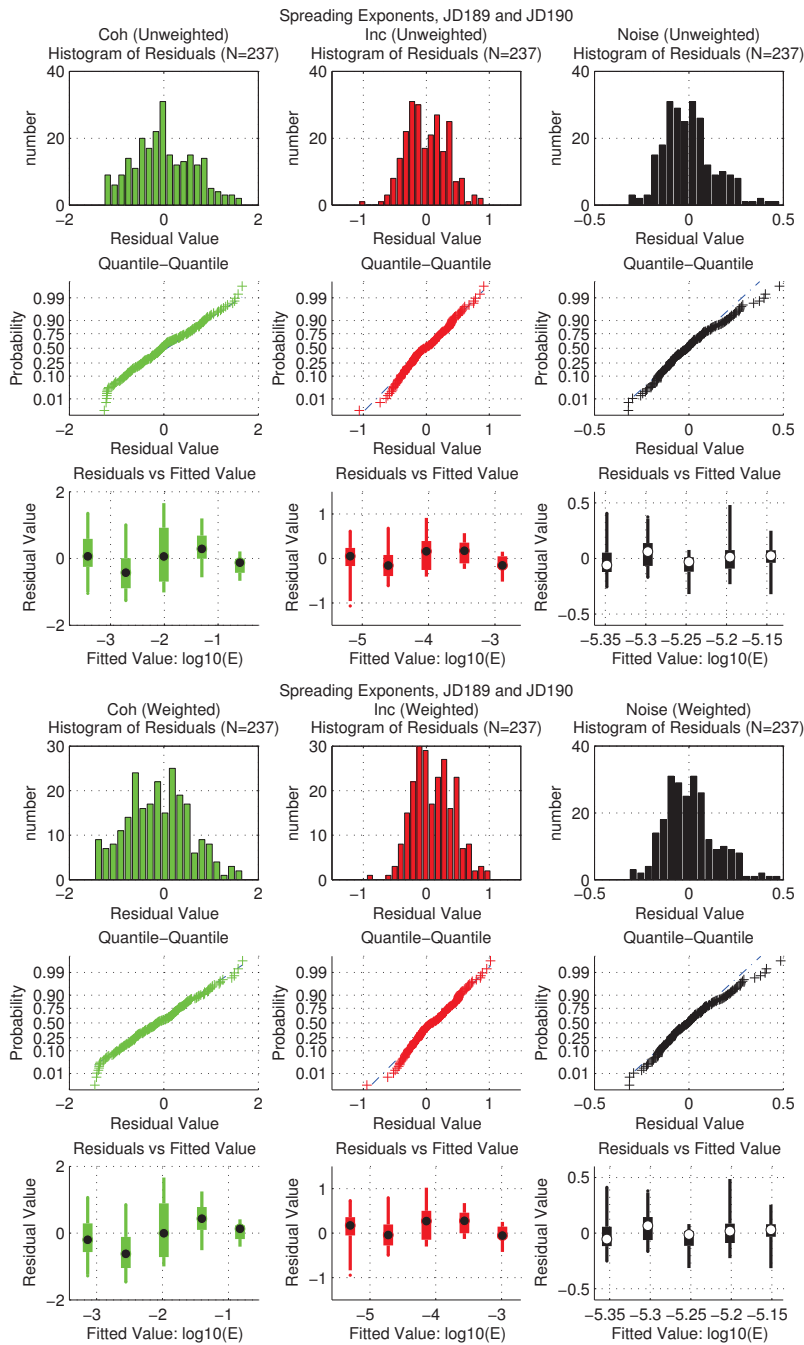 Spreading Exponents, JD189 and JD190
Coh (Unweighted)
Histogram of Residuals (N=237)
Inc (Unweighted)
Histogram of Residuals (N=237)
Noise (Unweighted)
Histogram of Residuals (N=237)
number
40
20
0
−2 0 2
Residual Value
number
40
20
0
−1 0 1
Residual Value
number
40
20
0
−0.5 0 0.5
Residual Value
Quantile−Quantile
Probability
0.99
0.90
0.75
0.50
0.25
0.10
0.01
−2 0 2
Residual Value
Quantile−Quantile
Probability
0.99
0.90
0.75
0.50
0.25
0.10
0.01
−1 0 1
Residual Value
Quantile−Quantile
Probability
0.99
0.90
0.75
0.50
0.25
0.10
0.01
−0.5 0 0.5
Residual Value
Residuals vs Fitted Value
Residual Value
2
0
−2
−3 −2 −1
Fitted Value: log10(E)
Residuals vs Fitted Value
Residual Value
1
0
−1
−5 −4 −3
Fitted Value: log10(E)
Residuals vs Fitted Value
Residual Value
0.5
0
−0.5
−5.35 −5.3 −5.25 −5.2 −5.15
Fitted Value: log10(E)
Spreading Exponents, JD189 and JD190
Coh (Weighted)
Histogram of Residuals (N=237)
Inc (Weighted)
Histogram of Residuals (N=237)
Noise (Weighted)
Histogram of Residuals (N=237)
number
30
20
10
0
−2 0 2
Residual Value
number
30
20
10
0
−1 0 1
Residual Value
number
40
20
0
−0.5 0 0.5
Residual Value
Quantile−Quantile
Probability
0.99
0.90
0.75
0.50
0.25
0.10
0.01
−2 0 2
Residual Value
Quantile−Quantile
Probability
0.99
0.90
0.75
0.50
0.25
0.10
0.01
−1 0 1
Residual Value
Quantile−Quantile
Probability
0.99
0.90
0.75
0.50
0.25
0.10
0.01
−0.5 0 0.5
Residual Value
Residuals vs Fitted Value
Residual Value
2
0
−2
−3 −2 −1
Fitted Value: log10(E)
Residuals vs Fitted Value
Residual Value
1
0
−1
−5 −4 −3
Fitted Value: log10(E)
Residuals vs Fitted Value
Residual Value
0.5
0
−0.5
−5.35 −5.3 −5.25 −5.2 −5.15
Fitted Value: log10(E)